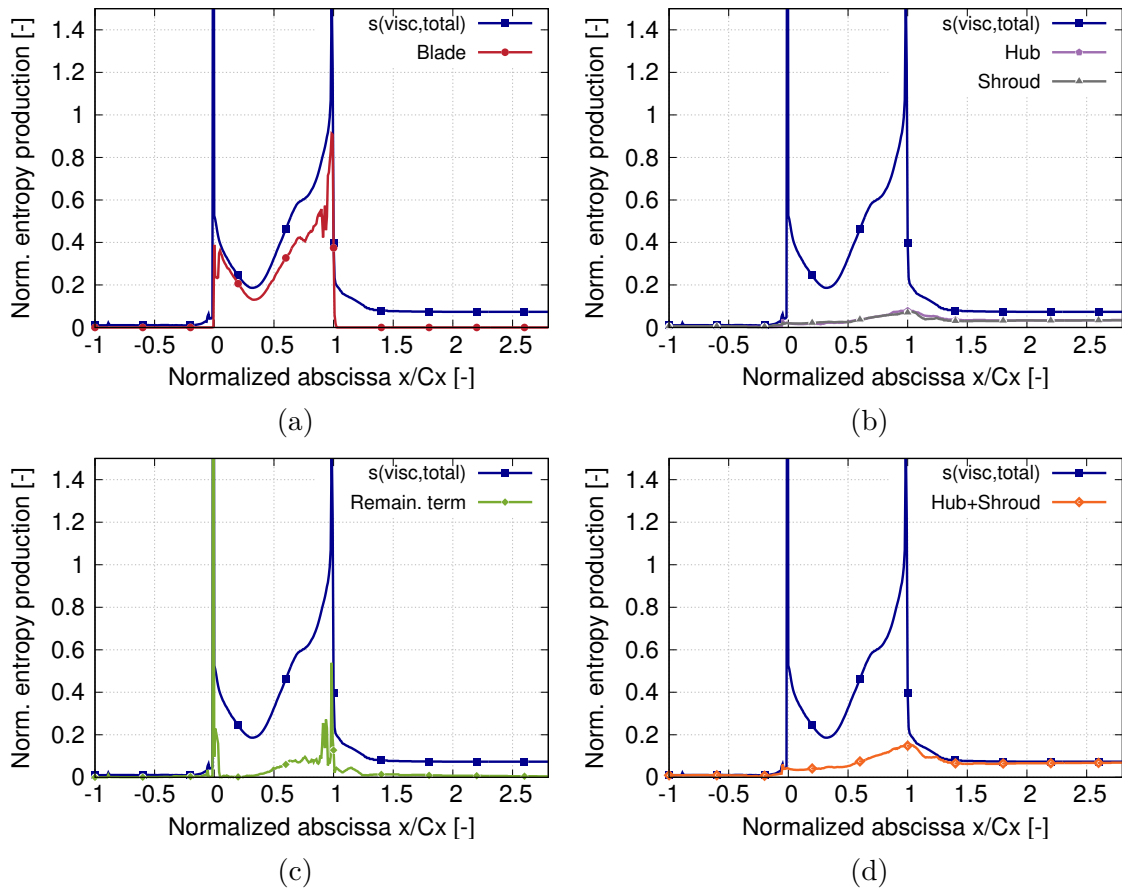 s(visc,total)
Blade
Norm. entropy production [-]
0
0.2
0.4
0.6
0.8
1
1.2
1.4
-1 -0.5 0 0.5 1 1.5 2 2.5
Normalized abscissa x/Cx [-]
(a)
s(visc,total)
Hub
Shroud
Norm. entropy production [-]
0
0.2
0.4
0.6
0.8
1
1.2
1.4
-1 -0.5 0 0.5 1 1.5 2 2.5
Normalized abscissa x/Cx [-]
(b)
s(visc,total)
Remain. term
Norm. entropy production [-]
0
0.2
0.4
0.6
0.8
1
1.2
1.4
-1 -0.5 0 0.5 1 1.5 2 2.5
Normalized abscissa x/Cx [-]
(c)
s(visc,total)
Hub+Shroud
Norm. entropy production [-]
0
0.2
0.4
0.6
0.8
1
1.2
1.4
-1 -0.5 0 0.5 1 1.5 2 2.5
Normalized abscissa x/Cx [-]
(d)